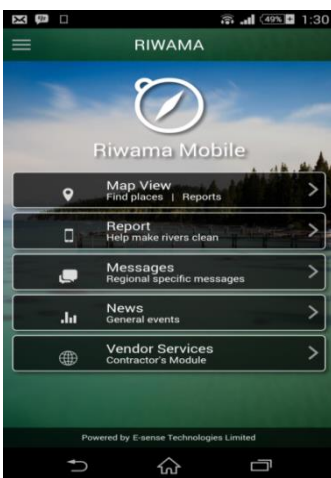 49% 1:30
RIWAMA
Riwama Mobile
Map View
Find places | Reports
Report
Help make rivers clean
Messages
Regional specific messages
News
General events
Vendor Services
Contractor's Module
Powered by E-sense Technologies Limited